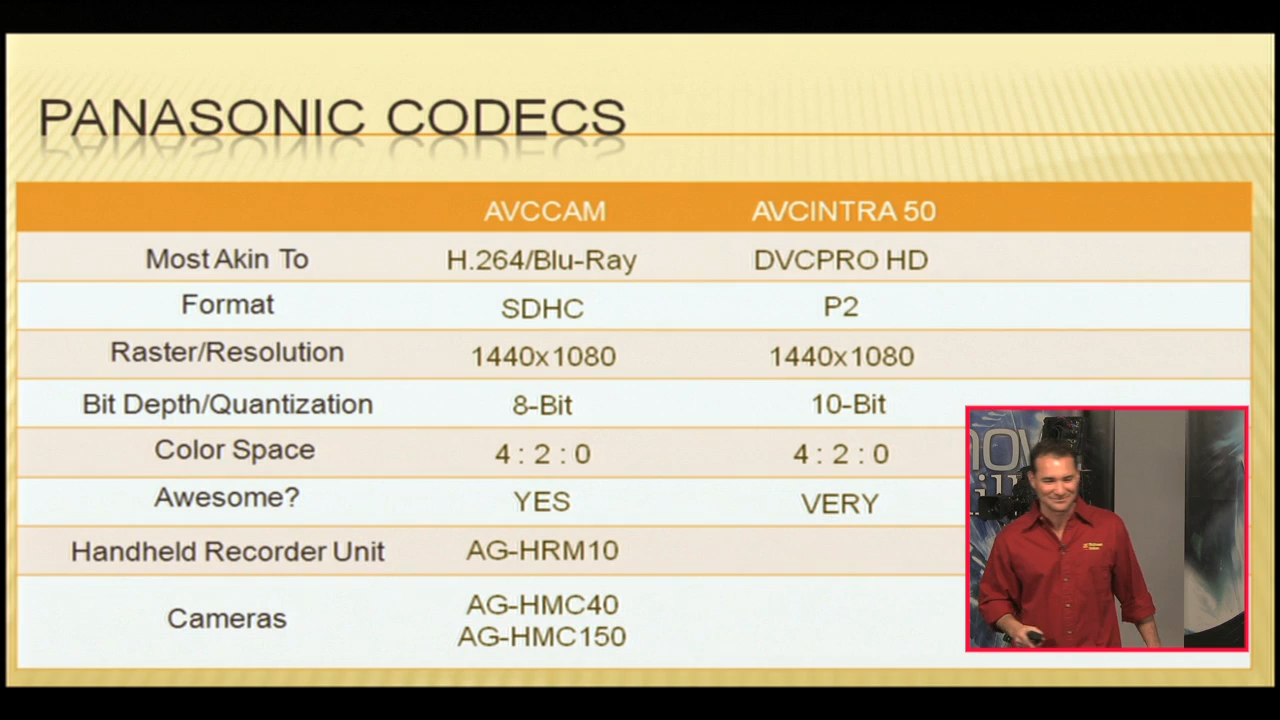 PANASONIC CODECS
AVCCAM AVCINTRA 50
Most Akin To H.264/Blu-Ray DVCPRO HD
Format SDHC P2
Raster/Resolution 1440x1080 1440x1080
Bit Depth/Quantization 8-Bit 10-Bit
Color Space 4 : 2 : 0 4 : 2 : 0
Awesome? YES VERY
Handheld Recorder Unit AG-HRM10
Cameras AG-HMC40
AG-HMC150